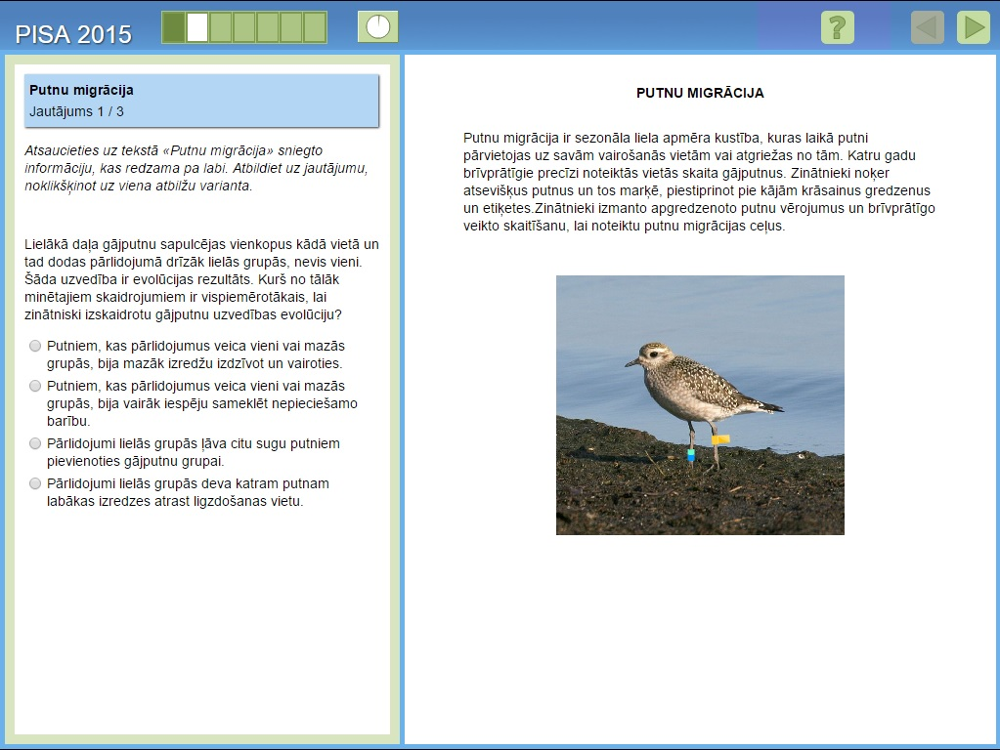 PISA 2015
?
Putnu migrācija
Jautājums 1 / 3
Atsaucieties uz tekstā «Putnu migrācija» sniegto
informāciju, kas redzama pa labi. Atbildiet uz jautājumu,
noklikšķinot uz viena atbilžu varianta.
Lielākā daļa gājputnu sapulcējas vienkopus kādā vietā un
tad dodas pārlidojumā drīzāk lielās grupās, nevis vieni.
Šāda uzvedība ir evolūcijas rezultāts. Kurš no tālāk
minētajiem skaidrojumiem ir vispiemērotākais, lai
zinātniski izskaidrotu gājputnu uzvedības evolūciju?
Putniem, kas pārlidojumus veica vieni vai mazās
grupās, bija mazāk izredžu izdzīvot un vairoties.
Putniem, kas pārlidojumus veica vieni vai mazās
grupās, bija vairāk iespēju sameklēt nepieciešamo
barību.
Pārlidojumi lielās grupās ļāva citu sugu putniem
pievienoties gājputnu grupai.
Pārlidojumi lielās grupās deva katram putnam
labākas izredzes atrast ligzdošanas vietu.
PUTNU MIGRĀCIJA
Putnu migrācija ir sezonāla liela apmēra kustība, kuras laikā putni
pārvietojas uz savām vairošanās vietām vai atgriežas no tām. Katru gadu
brīvprātīgie precīzi noteiktās vietās skaita gājputnus. Zinātnieki noķer
atsevišķus putnus un tos marķē, piestiprinot pie kājām krāsainus gredzenus
un etiķetes.Zinātnieki izmanto apgredzenoto putnu vērojumus un brīvprātīgo
veikto skaitīšanu, lai noteiktu putnu migrācijas ceļus.